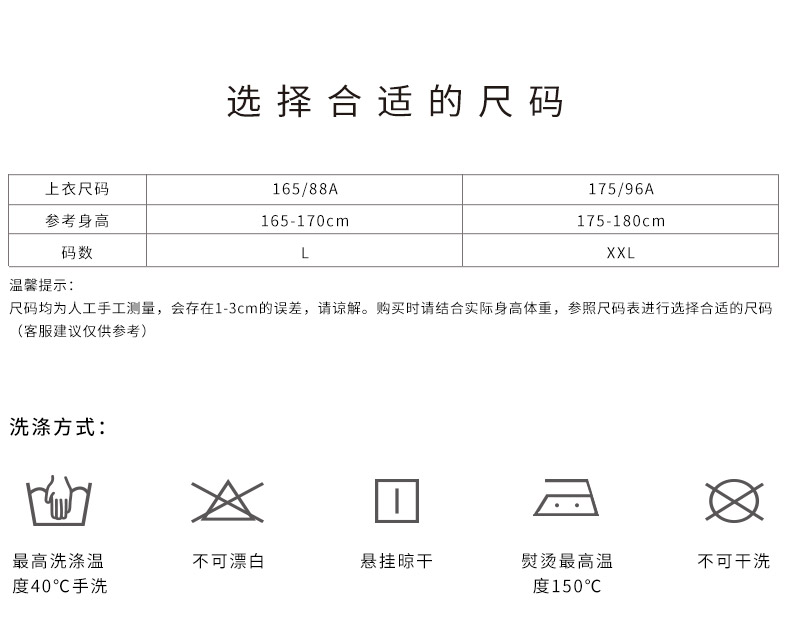 选择合适的尺码
上衣尺码 165/88A 175/96A
参考身高 165-170cm 175-180cm
码数 L XXL
温馨提示：
尺码均为人工手工测量，会存在1-3cm的误差，请谅解。购买时请结合实际身高体重，参照尺码表进行选择合适的尺码
（客服建议仅供参考）
洗涤方式：
最高洗涤温
度40℃手洗
不可漂白
悬挂晾干
熨烫最高温
度150℃
不可干洗